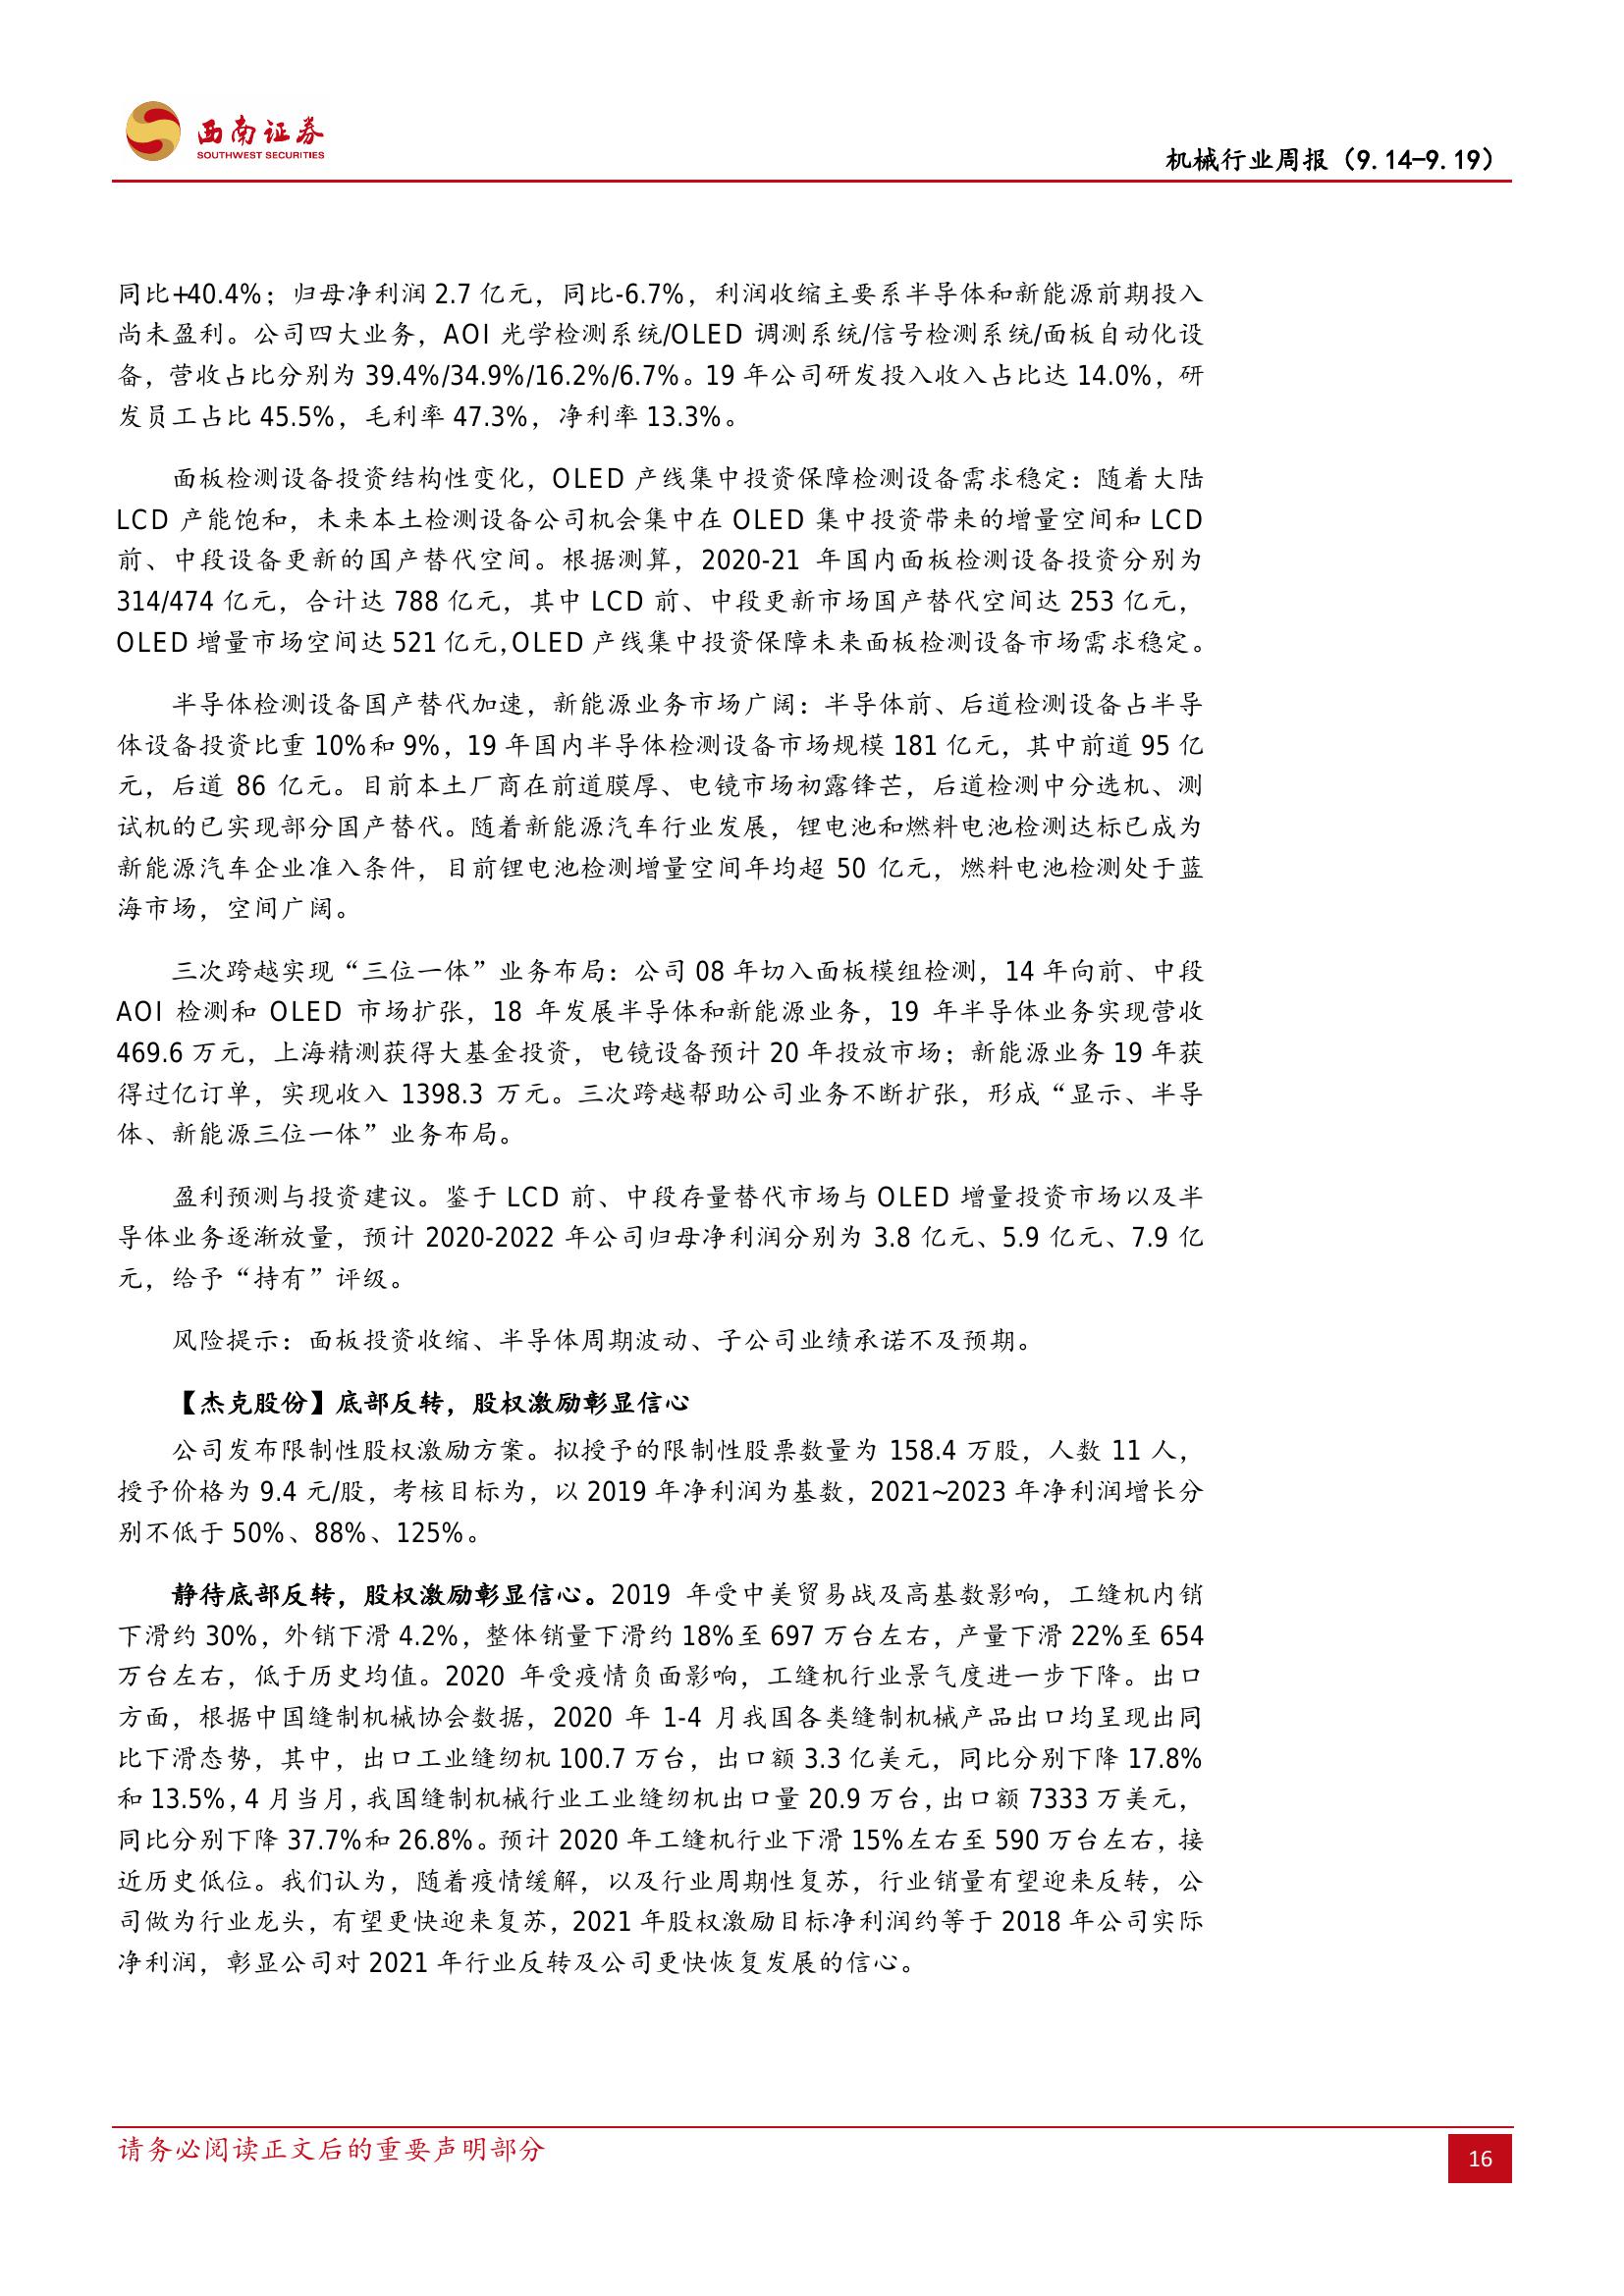 西南证券
SOUTHWEST SECURITIES
机械行业周报（9.14-9.19）
同比+40.4%；归母净利润 2.7 亿元，同比-6.7%，利润收缩主要系半导体和新能源前期投入
尚未盈利。公司四大业务，AOI 光学检测系统/OLED 调测系统/信号检测系统/面板自动化设
备，营收占比分别为 39.4%/34.9%/16.2%/6.7%。19 年公司研发投入收入占比达 14.0%，研
发员工占比 45.5%，毛利率 47.3%，净利率 13.3%。
面板检测设备投资结构性变化，OLED 产线集中投资保障检测设备需求稳定：随着大陆
LCD 产能饱和，未来本土检测设备公司机会集中在 OLED 集中投资带来的增量空间和 LCD
前、中段设备更新的国产替代空间。根据测算，2020-21 年国内面板检测设备投资分别为
314/474 亿元，合计达 788 亿元，其中 LCD 前、中段更新市场国产替代空间达 253 亿元，
OLED 增量市场空间达 521 亿元，OLED 产线集中投资保障未来面板检测设备市场需求稳定。
半导体检测设备国产替代加速，新能源业务市场广阔：半导体前、后道检测设备占半导
体设备投资比重 10%和 9%，19 年国内半导体检测设备市场规模 181 亿元，其中前道 95 亿
元，后道 86 亿元。目前本土厂商在前道膜厚、电镜市场初露锋芒，后道检测中分选机、测
试机的已实现部分国产替代。随着新能源汽车行业发展，锂电池和燃料电池检测达标已成为
新能源汽车企业准入条件，目前锂电池检测增量空间年均超 50 亿元，燃料电池检测处于蓝
海市场，空间广阔。
三次跨越实现“三位一体”业务布局：公司 08 年切入面板模组检测，14 年向前、中段
AOI 检测和 OLED 市场扩张，18 年发展半导体和新能源业务，19 年半导体业务实现营收
469.6 万元，上海精测获得大基金投资，电镜设备预计 20 年投放市场；新能源业务 19 年获
得过亿订单，实现收入 1398.3 万元。三次跨越帮助公司业务不断扩张，形成“显示、半导
体、新能源三位一体”业务布局。
盈利预测与投资建议。鉴于 LCD 前、中段存量替代市场与 OLED 增量投资市场以及半
导体业务逐渐放量，预计 2020-2022 年公司归母净利润分别为 3.8 亿元、5.9 亿元、7.9 亿
元，给予“持有”评级。
风险提示：面板投资收缩、半导体周期波动、子公司业绩承诺不及预期。
【杰克股份】底部反转，股权激励彰显信心
公司发布限制性股权激励方案。拟授予的限制性股票数量为 158.4 万股，人数 11 人，
授予价格为 9.4 元/股，考核目标为，以 2019 年净利润为基数，2021~2023 年净利润增长分
别不低于 50%、88%、125%。
静待底部反转，股权激励彰显信心。2019 年受中美贸易战及高基数影响，工缝机内销
下滑约 30%，外销下滑 4.2%，整体销量下滑约 18%至 697 万台左右，产量下滑 22%至 654
万台左右，低于历史均值。2020 年受疫情负面影响，工缝机行业景气度进一步下降。出口
方面，根据中国缝制机械协会数据，2020 年 1-4 月我国各类缝制机械产品出口均呈现出同
比下滑态势，其中，出口工业缝纫机 100.7 万台，出口额 3.3 亿美元，同比分别下降 17.8%
和 13.5%，4 月当月，我国缝制机械行业工业缝纫机出口量 20.9 万台，出口额 7333 万美元，
同比分别下降 37.7%和 26.8%。预计 2020 年工缝机行业下滑 15%左右至 590 万台左右，接
近历史低位。我们认为，随着疫情缓解，以及行业周期性复苏，行业销量有望迎来反转，公
司做为行业龙头，有望更快迎来复苏，2021 年股权激励目标净利润约等于 2018 年公司实际
净利润，彰显公司对 2021 年行业反转及公司更快恢复发展的信心。
请务必阅读正文后的重要声明部分
16